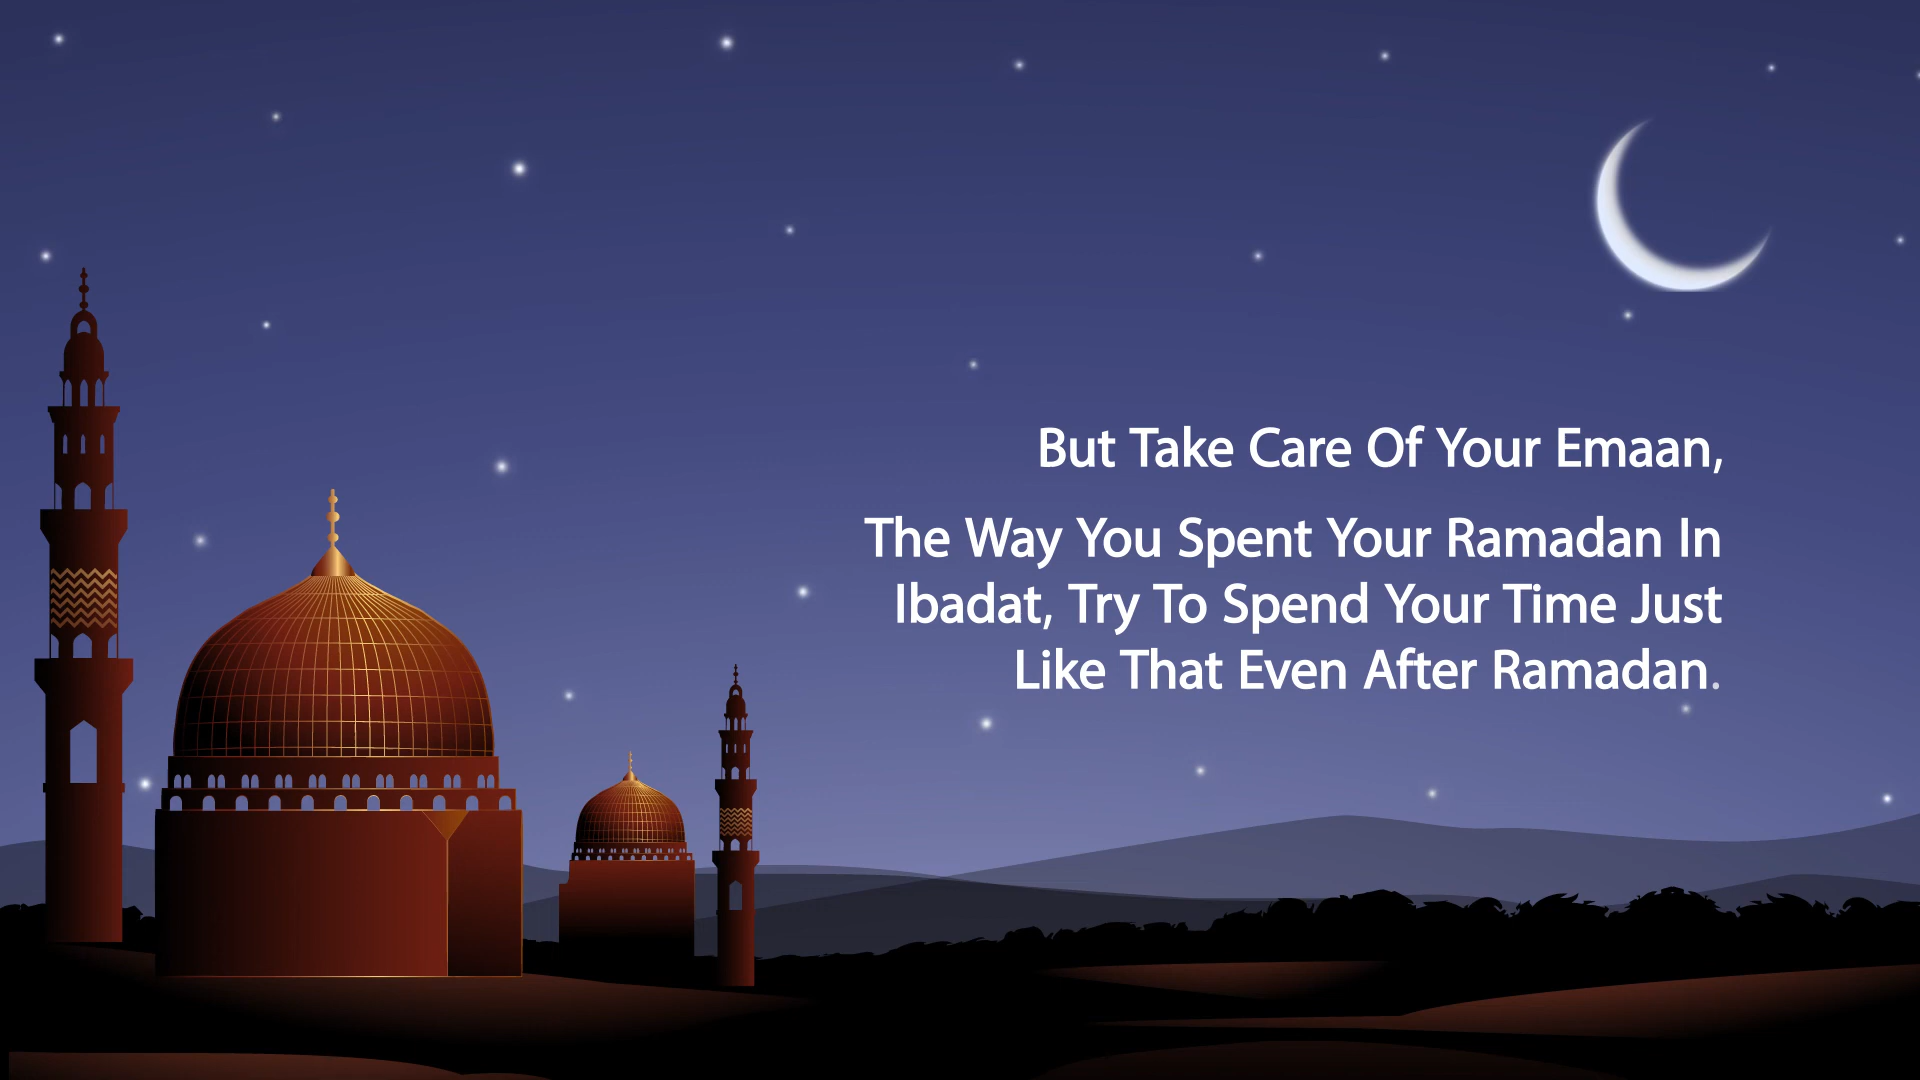 But Take Care Of Your Emaan,
The Way You Spent Your Ramadan In
Ibadat, Try To Spend Your Time Just
Like That Even After Ramadan.